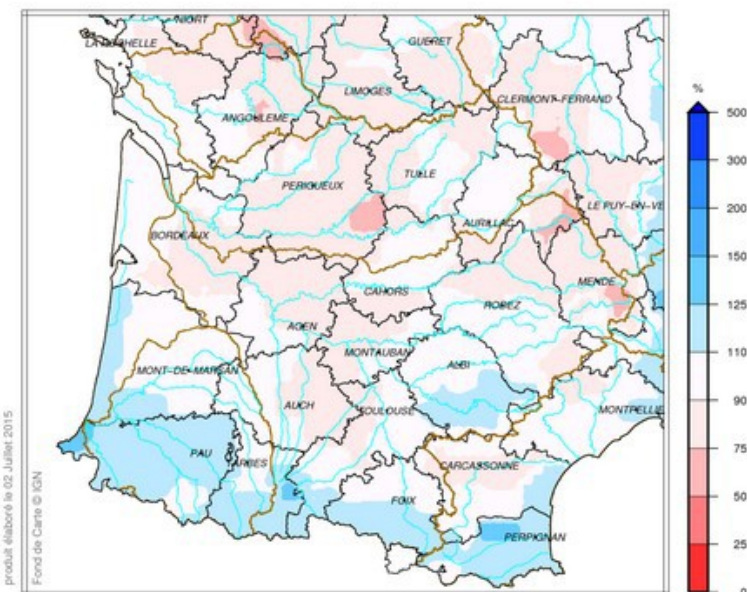 NIORT
LA ROCHELLE
GUERET
LIMOGES
CLERMONT-FERRAND
ANGOULEME
PERIGUEUX
TULLE
LE PUY-EN-VE
AURILLAC
BORDEAUX
CAHORS
MENDE
RODEZ
AGEN
MONTAUBAN
MONT-DE-MARSAN
ALBI
AUCH
TOULOUSE
MONTPELLIE
PAU
TARBES
CARCASSONNE
FOIX
PERPIGNAN
%
500
300
200
150
125
110
90
75
50
25
0
produit élaboré le 02 Juillet 2015
Fond de Carte © IGN